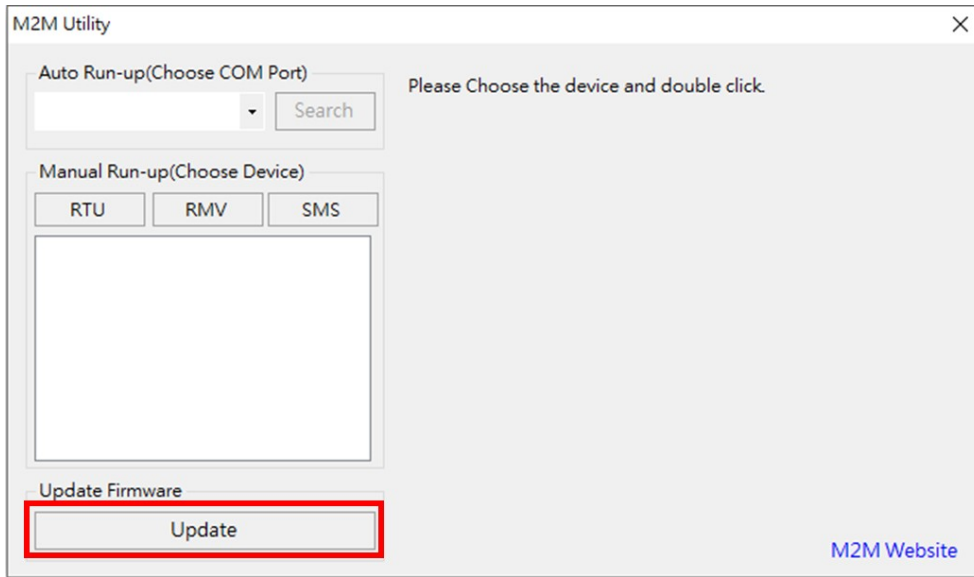 M2M Utility
Auto Run-up(Choose COM Port)
Search
Please Choose the device and double click.
Manual Run-up(Choose Device)
RTU RMV SMS
Update Firmware
Update
M2M Website